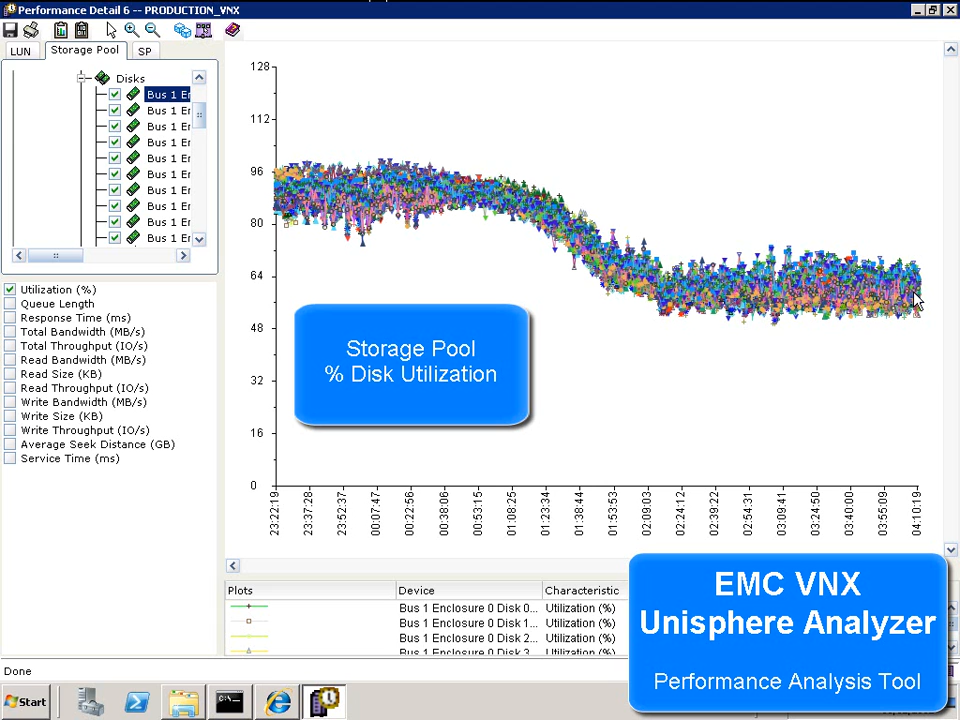 Performance Detail 6 -- PRODUCTION_VNX
LUN
Storage Pool
SP
Disks
Bus 1 Er
Bus 1 Er
Bus 1 Er
Bus 1 Er
Bus 1 Er
Bus 1 Er
Bus 1 Er
Bus 1 Er
Bus 1 Er
Bus 1 Er
Utilization (%)
Queue Length
Response Time (ms)
Total Bandwidth (MB/s)
Total Throughput (IO/s)
Read Bandwidth (MB/s)
Read Size (KB)
Read Throughput (IO/s)
Write Bandwidth (MB/s)
Write Size (KB)
Write Throughput (IO/s)
Average Seek Distance (GB)
Service Time (ms)
128
112
96
80
64
48
32
16
0
Storage Pool
% Disk Utilization
23:22:19
23:37:28
23:52:37
00:07:47
00:22:56
00:38:06
00:53:15
01:08:25
01:23:34
01:38:44
01:53:53
02:09:03
02:24:12
02:39:22
02:54:31
03:09:41
03:24:50
03:40:00
03:55:09
04:10:19
Plots Device Characteristic
Bus 1 Enclosure 0 Disk 0... Utilization (%)
Bus 1 Enclosure 0 Disk 1... Utilization (%)
Bus 1 Enclosure 0 Disk 2... Utilization (%)
Bus 1 Enclosure 0 Disk 3... Utilization (%)
EMC VNX
Unisphere Analyzer
Performance Analysis Tool
Done
Start